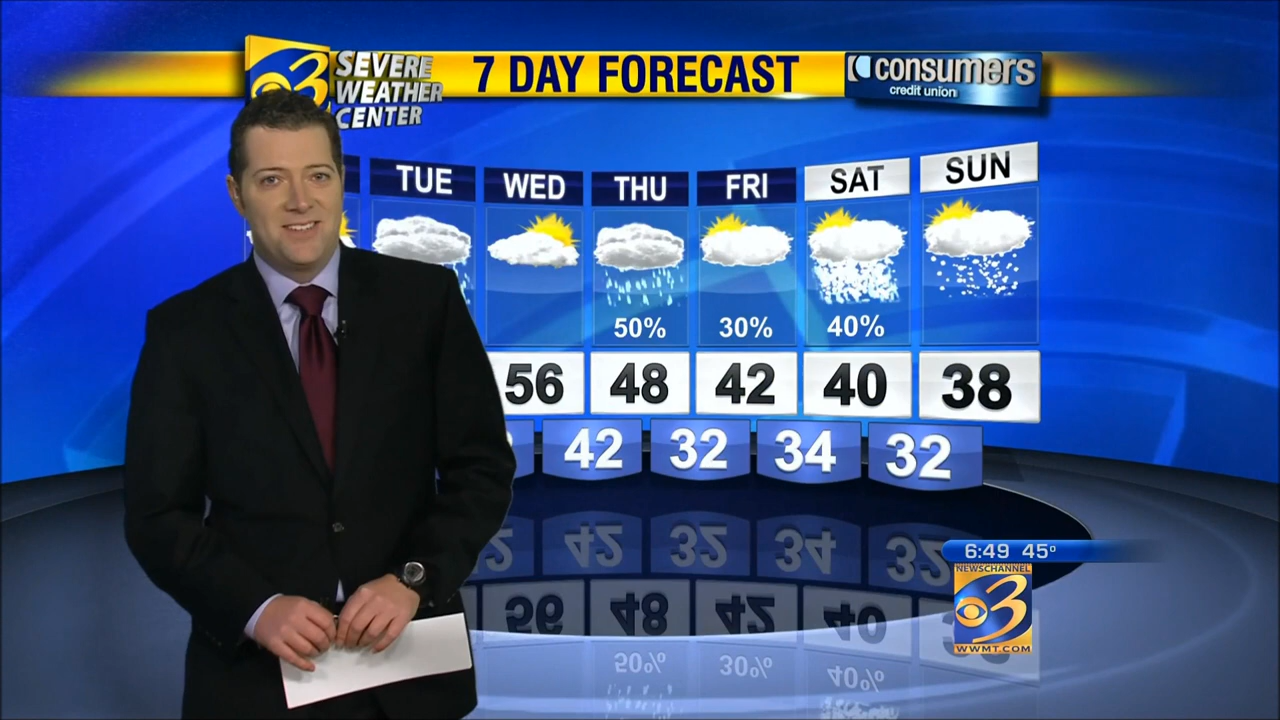 3 SEVERE WEATHER CENTER
7 DAY FORECAST
consumers
credit union
TUE WED THU FRI SAT SUN
50% 30% 40%
56 48 42 40 38
42 32 34 32
6:49 45°
NEWSCHANNEL
3
WWMT.COM